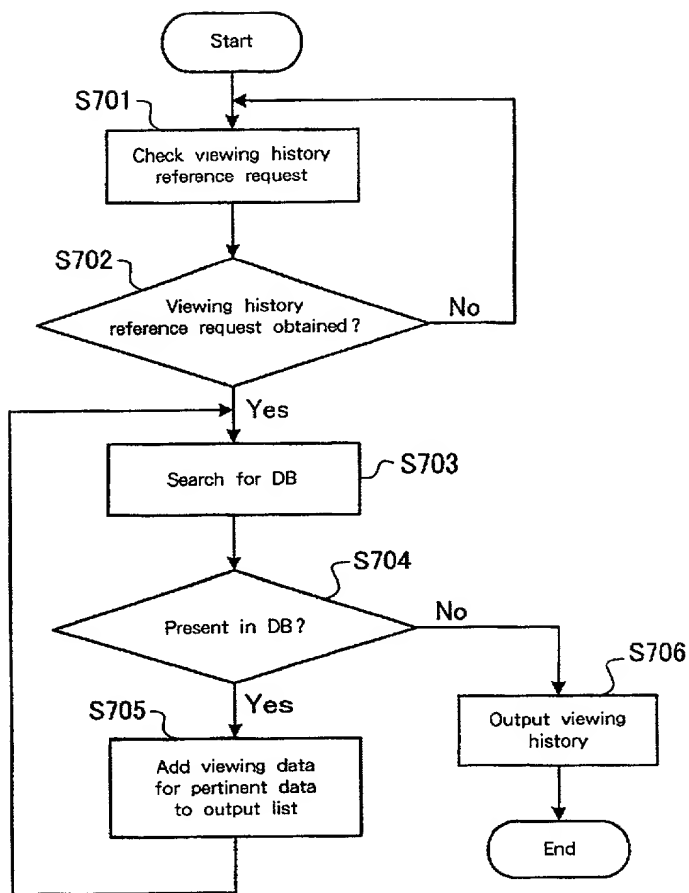 Start
S701
Check viewing history
reference request
S702
Viewing history
reference request obtained?
No
Yes
Search for DB
S703
S704
Present in DB?
No
Yes
S705
Add viewing data
for pertinent data
to output list
S706
Output viewing
history
End